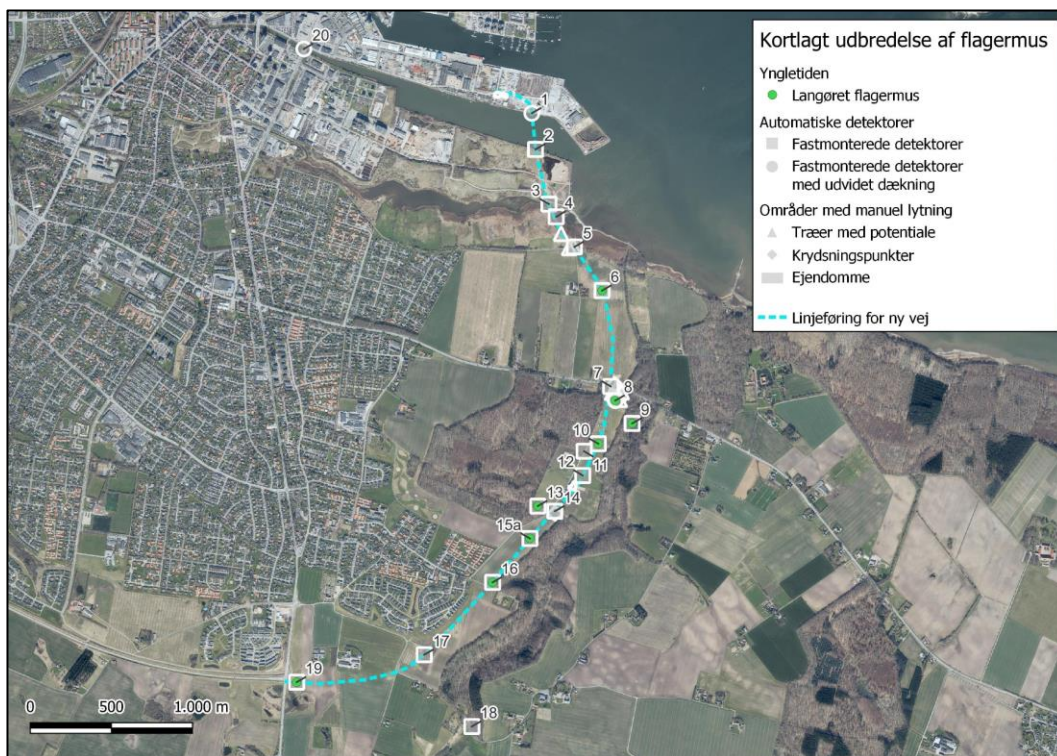 Kortlagt udbredelse af flagermus
Yngletiden
Langøret flagermus
Automatiske detektorer
Fastmonterede detektorer
Fastmonterede detektorer
med udvidet dækning
Områder med manuel lytning
Træer med potentiale
Krydsningspunkter
Ejendomme
Linjeføring for ny vej
20
1
2
3
4
5
6
7
8
9
10
11
12
13
14
15a
16
17
19
18
0 500 1.000 m